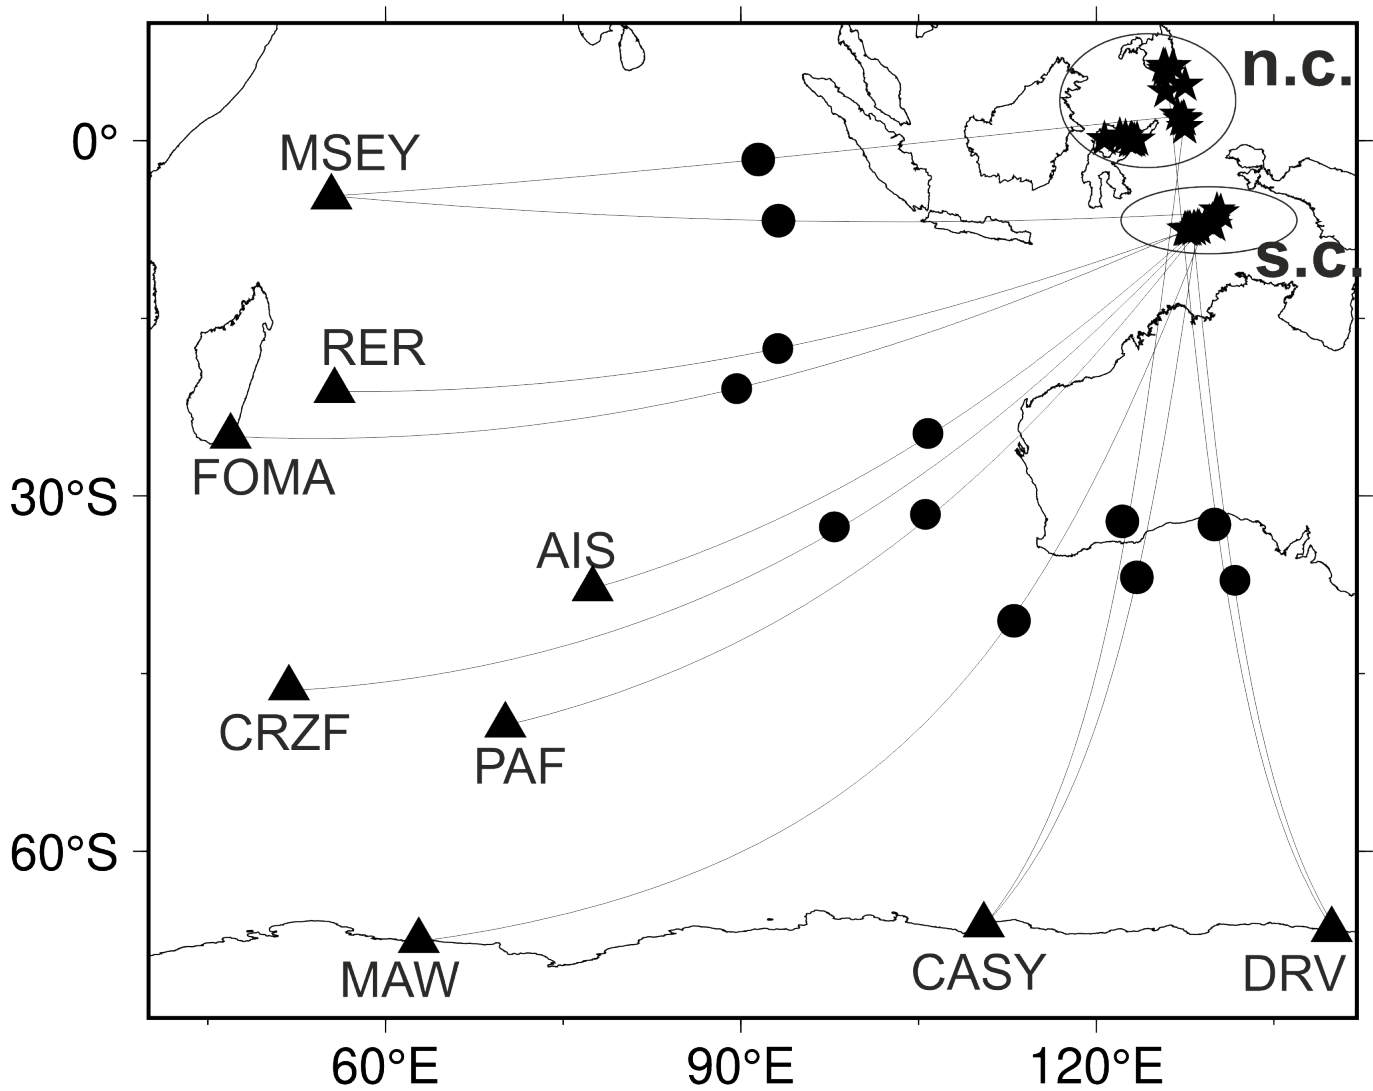 n.c.
0°
MSEY
s.c.
RER
FOMA
30°S
AIS
CRZF
PAF
60°S
MAW
CASY
DRV
60°E
90°E
120°E